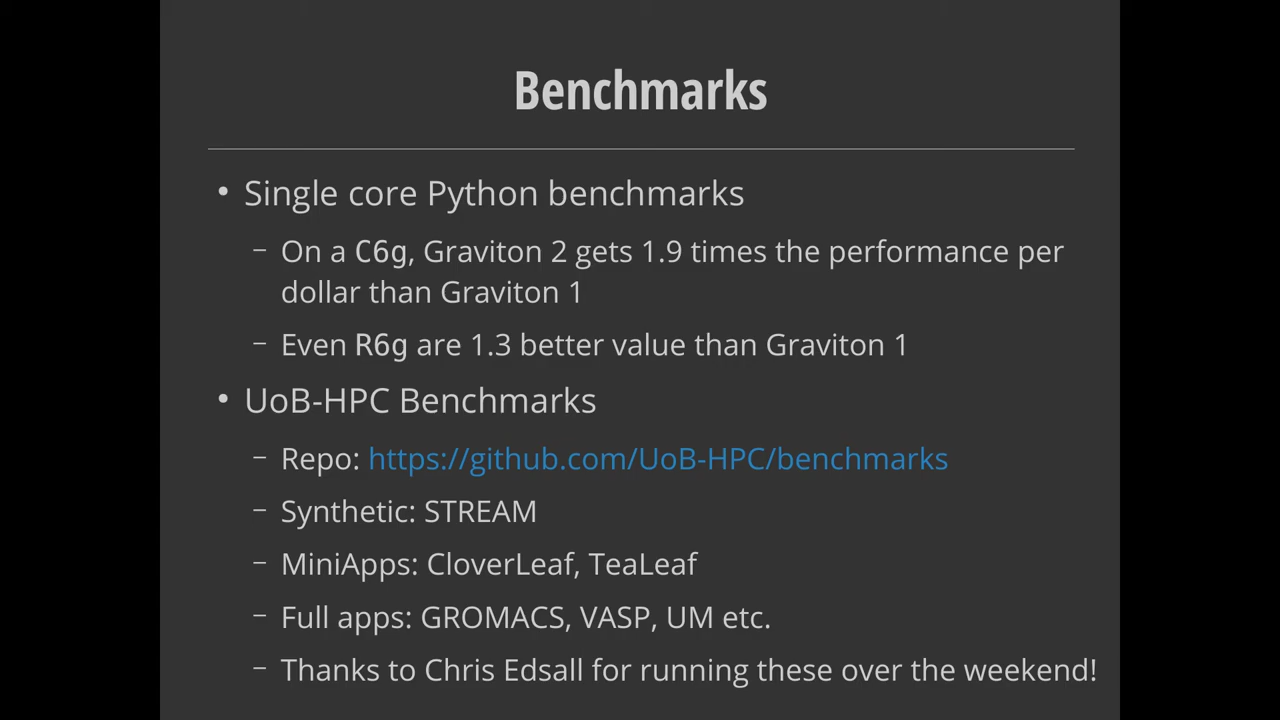 Benchmarks
• Single core Python benchmarks
– On a C6g, Graviton 2 gets 1.9 times the performance per
dollar than Graviton 1
– Even R6g are 1.3 better value than Graviton 1
• UoB-HPC Benchmarks
– Repo: https://github.com/UoB-HPC/benchmarks
– Synthetic: STREAM
– MiniApps: CloverLeaf, TeaLeaf
– Full apps: GROMACS, VASP, UM etc.
– Thanks to Chris Edsall for running these over the weekend!